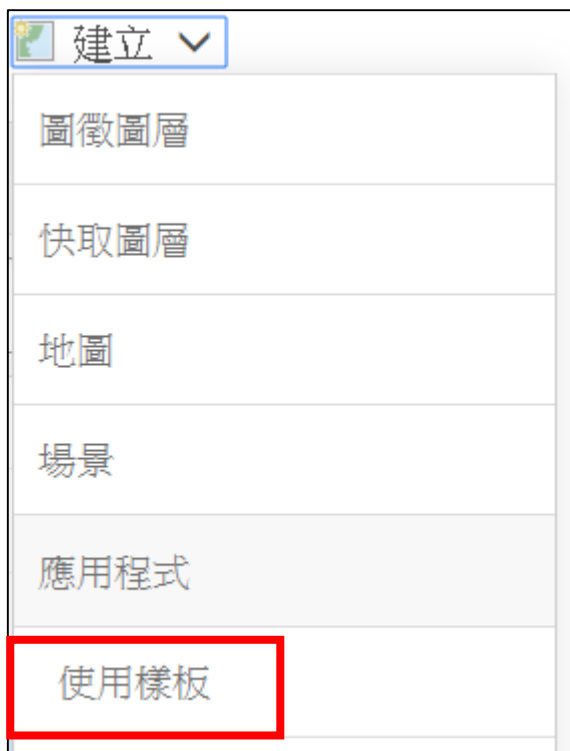 建立
圖徵圖層
快取圖層
地圖
場景
應用程式
使用樣板